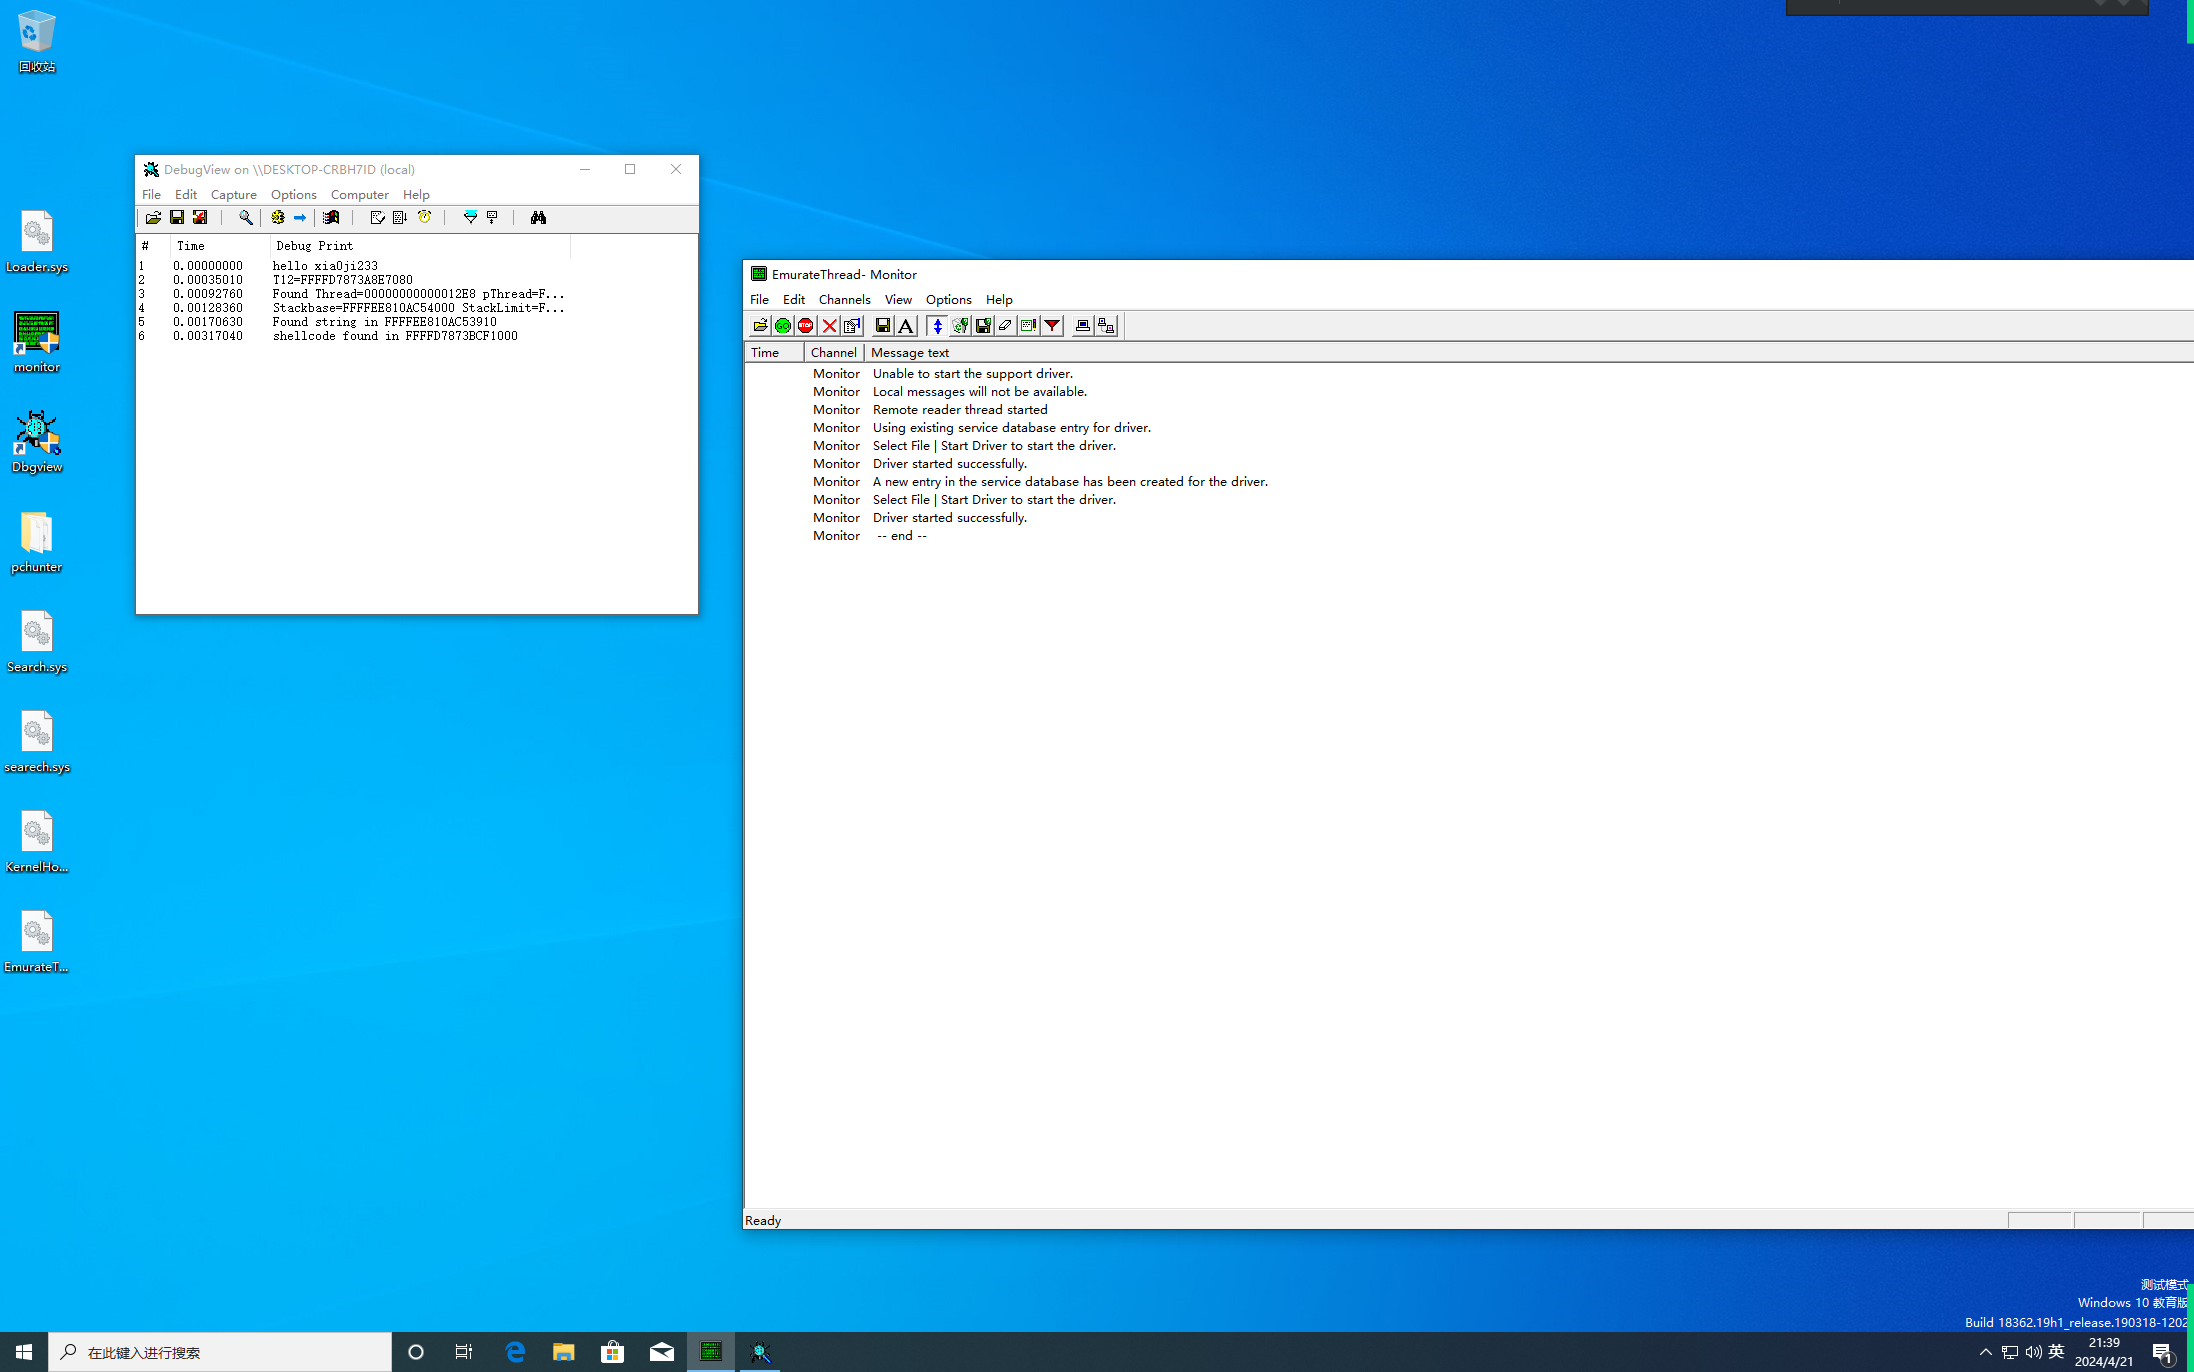 回收站
Loader.sys
monitor
Dbgview
pchunter
Search.sys
searech.sys
KernelHo...
EmurateT...
DebugView on \\DESKTOP-CRBH7ID (local)
File Edit Capture Options Computer Help
# Time Debug Print
1 0.00000000 hello xia0ji233
2 0.00035010 T12=FFFFD7873A8E7080
3 0.00092760 Found Thread=00000000000012E8 pThread=F...
4 0.00128360 Stackbase=FFFFEE810AC54000 StackLimit=F...
5 0.00170630 Found string in FFFFEE810AC53910
6 0.00317040 shellcode found in FFFFD7873BCF1000
EmurateThread- Monitor
File Edit Channels View Options Help
GO STOP A
Time Channel Message text
Monitor Unable to start the support driver.
Monitor Local messages will not be available.
Monitor Remote reader thread started
Monitor Using existing service database entry for driver.
Monitor Select File | Start Driver to start the driver.
Monitor Driver started successfully.
Monitor A new entry in the service database has been created for the driver.
Monitor Select File | Start Driver to start the driver.
Monitor Driver started successfully.
Monitor -- end --
Ready
测试模式
Windows 10 教育版
Build 18362.19h1_release.190318-1202
在此键入进行搜索
英
21:39
2024/4/21
1